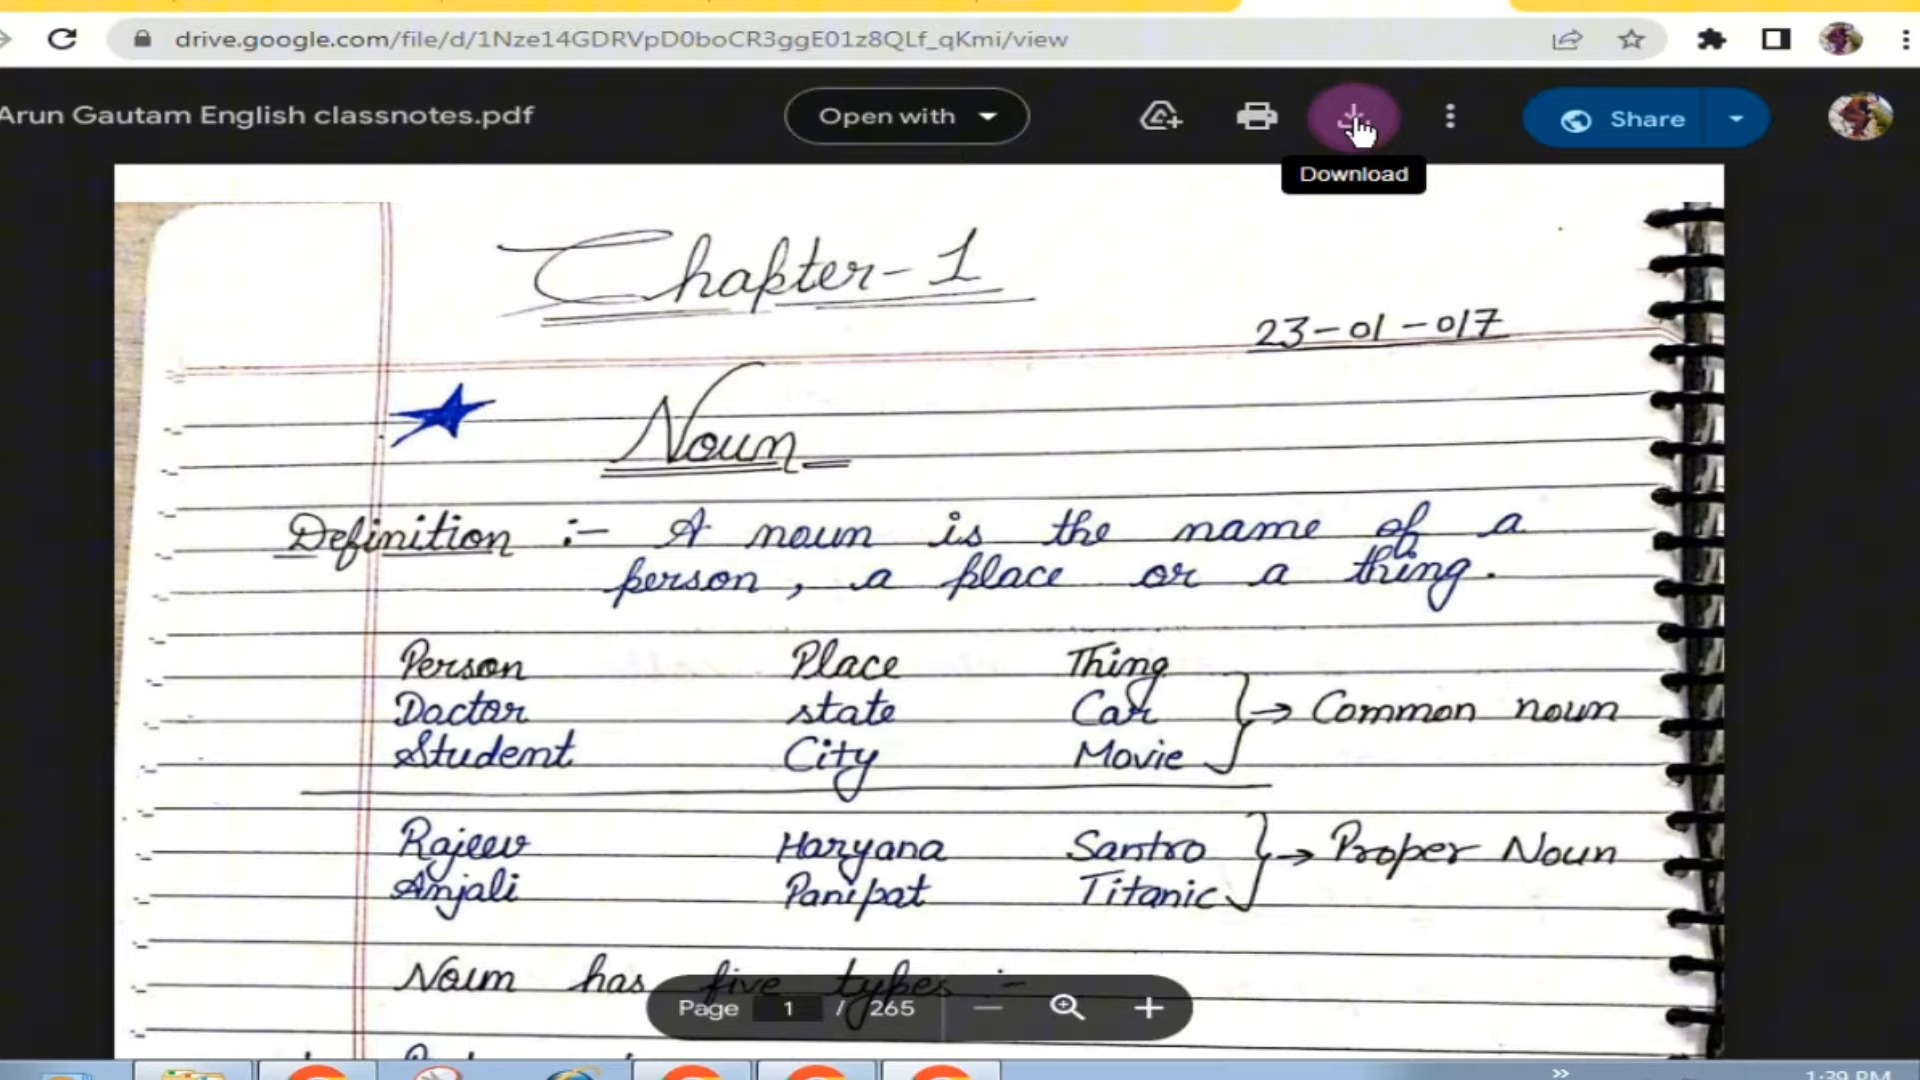 drive.google.com/file/d/1Nze14GDRVpD0boCR3ggE01z8QLf_qKmi/view
Arun Gautam English classnotes.pdf
Open with
Share
Download
Chapter-1
23-01-017
Noun
Definition :- A noun is the name of a
person, a place or a thing.
Person Place Thing
Doctor state Car → Common noun
Student City Movie
Rajeev Haryana Santro → Proper Noun
Anjali Panipat Titanic
Noun has five types :-
Page 1 / 265
1:39 PM